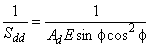 1/S_dd = 1/(A_d E sin ϕ cos² ϕ)